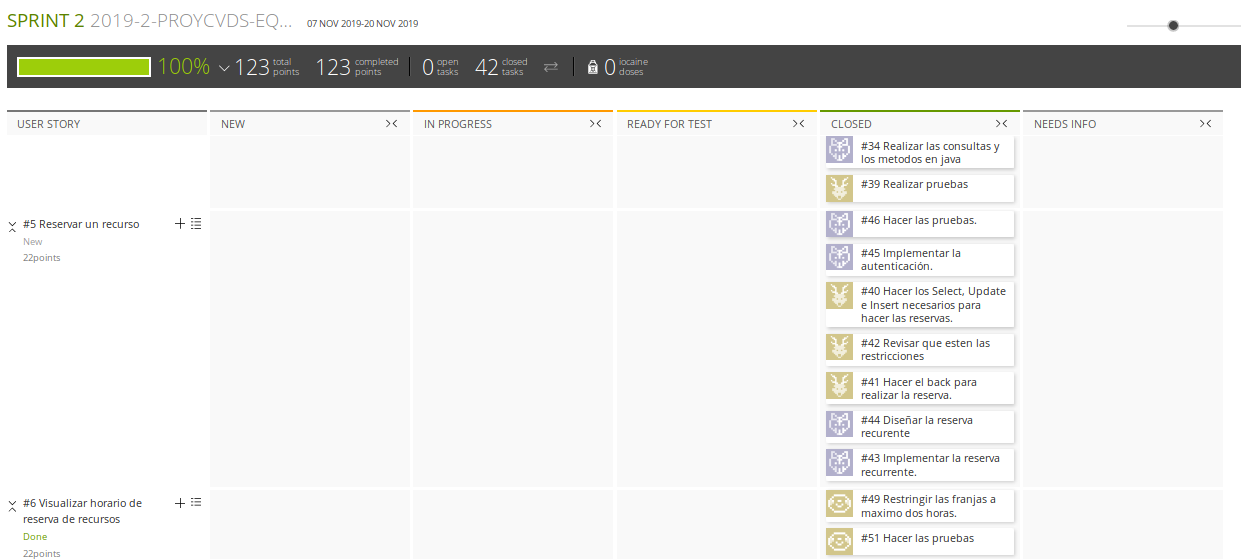 SPRINT 2 2019-2-PROYCVDS-EQ... 07 NOV 2019-20 NOV 2019
100% 123 total points 123 completed points 0 open tasks 42 closed tasks 0 iocaine doses
USER STORY NEW IN PROGRESS READY FOR TEST CLOSED NEEDS INFO
#34 Realizar las consultas y
los metodos en java
#39 Realizar pruebas
#5 Reservar un recurso
New
22points
#46 Hacer las pruebas.
#45 Implementar la
autenticación.
#40 Hacer los Select, Update
e Insert necesarios para
hacer las reservas.
#42 Revisar que esten las
restricciones
#41 Hacer el back para
realizar la reserva.
#44 Diseñar la reserva
recurente
#43 Implementar la reserva
recurrente.
#6 Visualizar horario de
reserva de recursos
Done
22points
#49 Restringir las franjas a
maximo dos horas.
#51 Hacer las pruebas